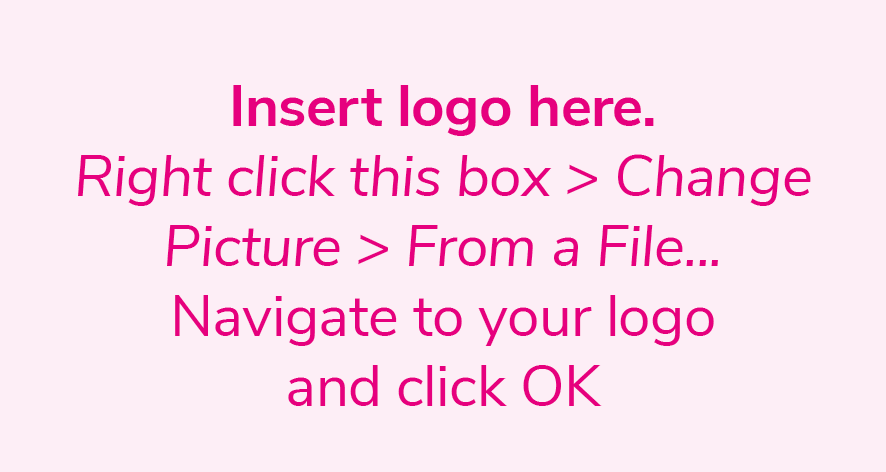 Insert logo here.
Right click this box > Change
Picture > From a File...
Navigate to your logo
and click OK